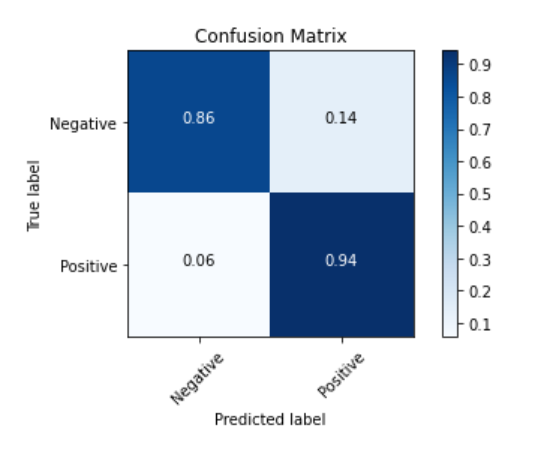 Confusion Matrix
True label
Negative
0.86
0.14
Positive
0.06
0.94
Negative
Positive
Predicted label
0.9
0.8
0.7
0.6
0.5
0.4
0.3
0.2
0.1